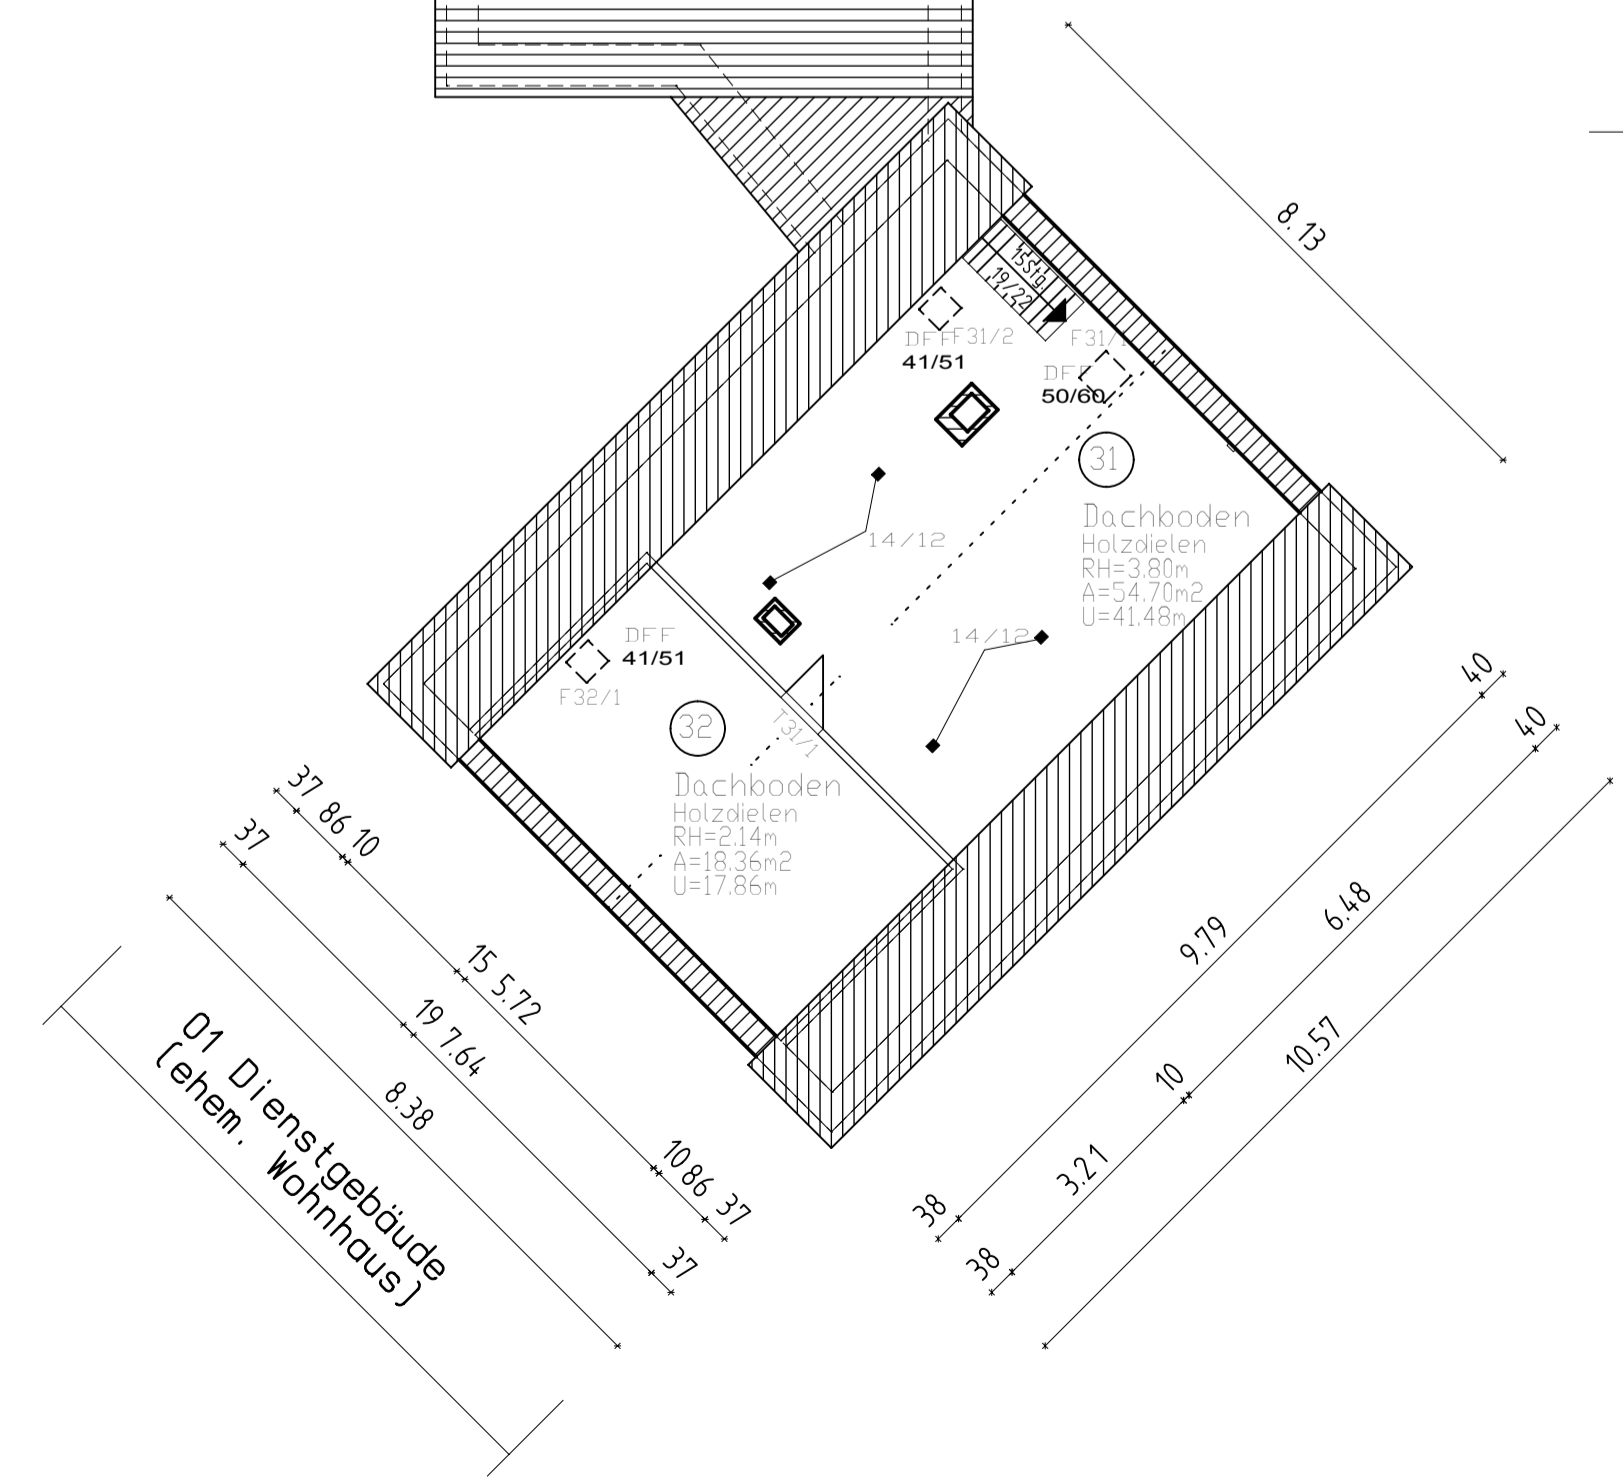 8.13
15Stg.
19/22
DFF
F31/2
41/51
F31/1
DFF
50/60
31
Dachboden
Holzdielen
RH=3.80m
A=54.70m2
U=41.48m
14/12
14/12
DFF
41/51
F32/1
32
T31/1
Dachboden
Holzdielen
RH=2.14m
A=18.36m2
U=17.86m
37 86 10
15 5.72
10 86 37
37
19 7.64
37
8.38
01 Dienstgebäude
(ehem. Wohnhaus)
40
9.79
38
40
6.48
10
3.21
38
10.57